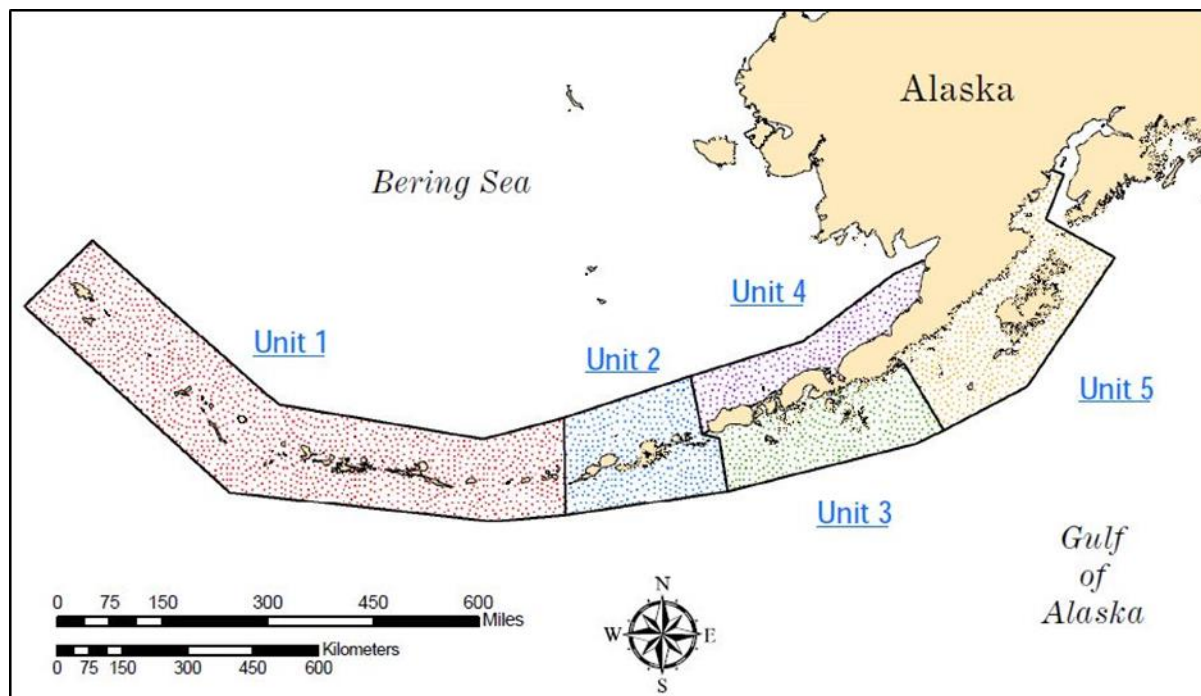 Alaska
Bering Sea
Unit 4
Unit 1
Unit 2
Unit 5
Unit 3
Gulf
of
Alaska
0 75 150 300 450 600
Miles
Kilometers
0 75 150 300 450 600
N
W E
S